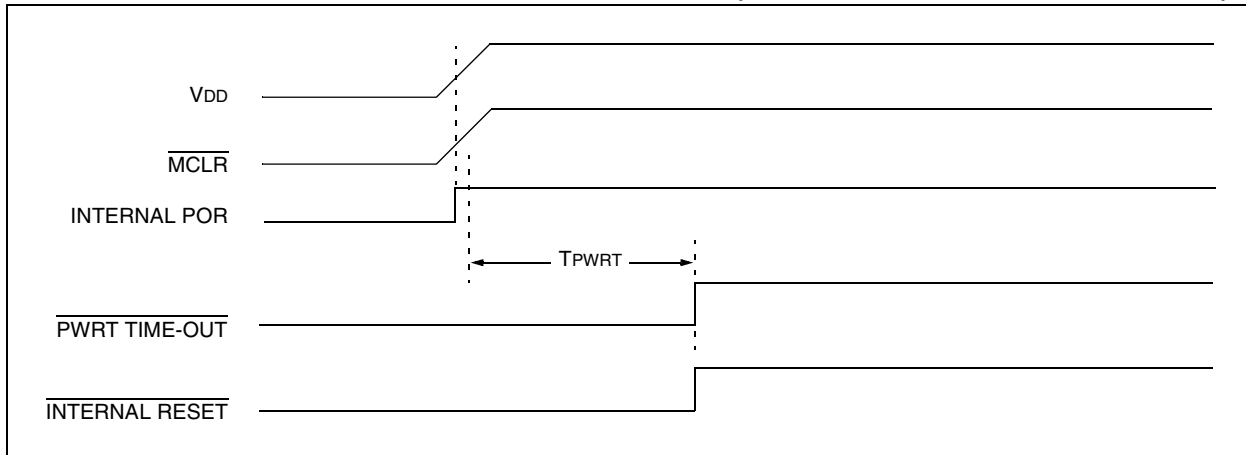 VDD
MCLR
INTERNAL POR
TPWRT
PWRT TIME-OUT
INTERNAL RESET